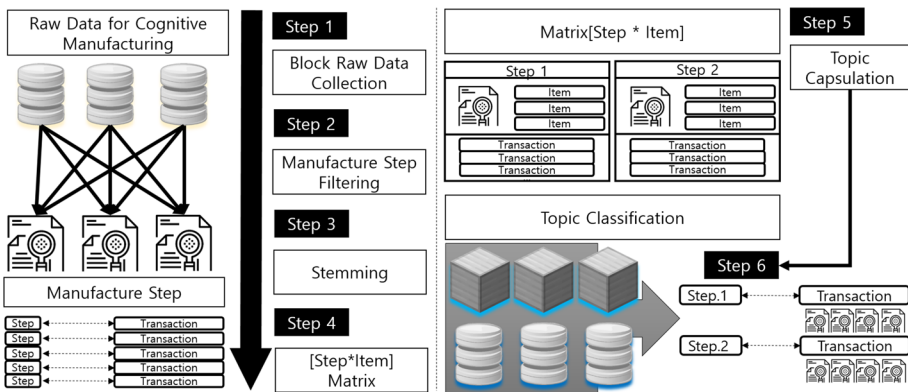 Raw Data for Cognitive
Manufacturing
Manufacture Step
Step
Transaction
Step
Transaction
Step
Transaction
Step
Transaction
Step
Transaction
Step 1
Block Raw Data
Collection
Step 2
Manufacture Step
Filtering
Step 3
Stemming
Step 4
[Step*Item]
Matrix
Matrix[Step * Item]
Step 1
Item
Item
Item
Transaction
Transaction
Transaction
...
Step 2
Item
Item
Item
Transaction
Transaction
Transaction
...
Topic Classification
Step 5
Topic
Capsulation
Step 6
Step.1
Transaction
Step.2
Transaction